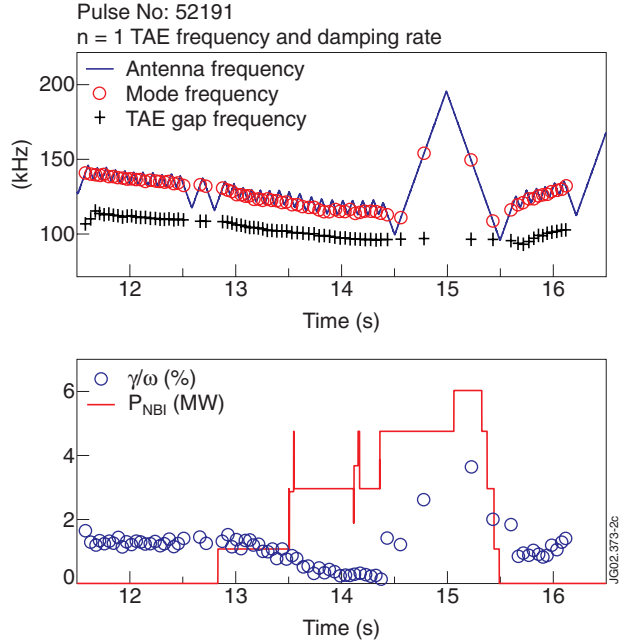 Pulse No: 52191
n = 1 TAE frequency and damping rate
Antenna frequency
Mode frequency
TAE gap frequency
(kHz)
200
150
100
12 13 14 15 16
Time (s)
γ/ω (%)
P_NBI (MW)
6
4
2
0
12 13 14 15 16
Time (s)
JG02.373-2c